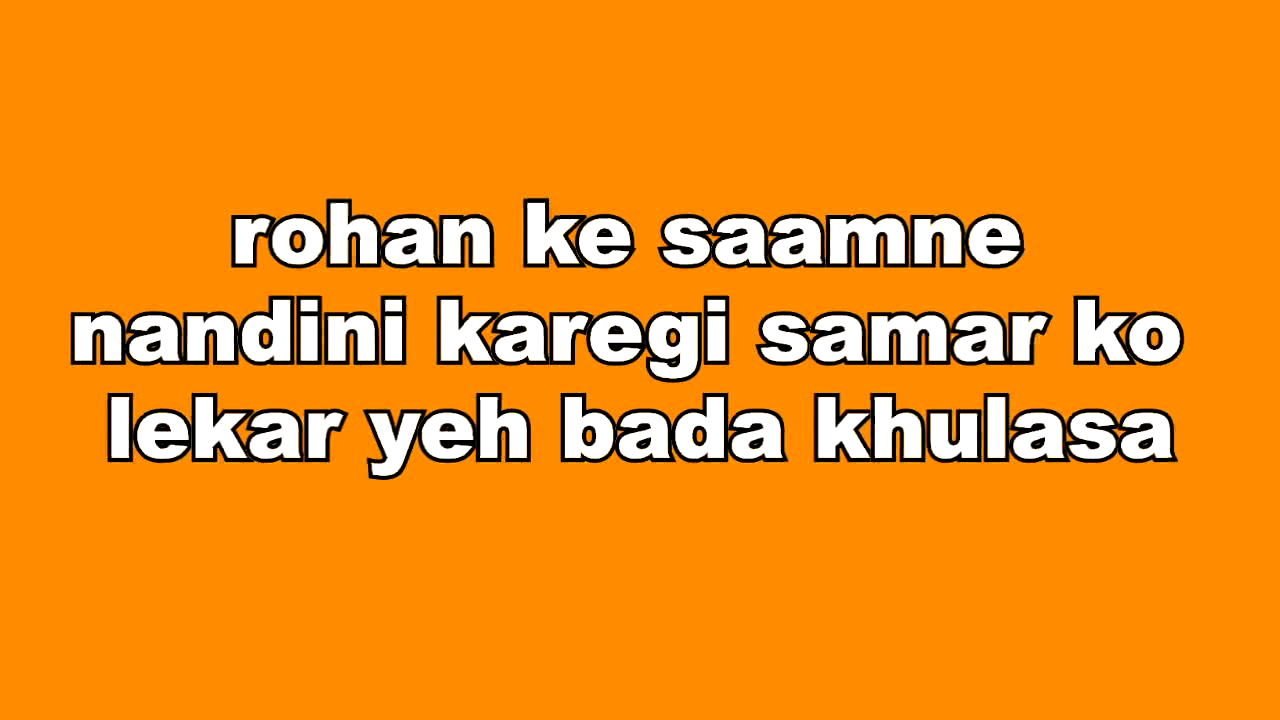 rohan ke saamne
nandini karegi samar ko
lekar yeh bada khulasa